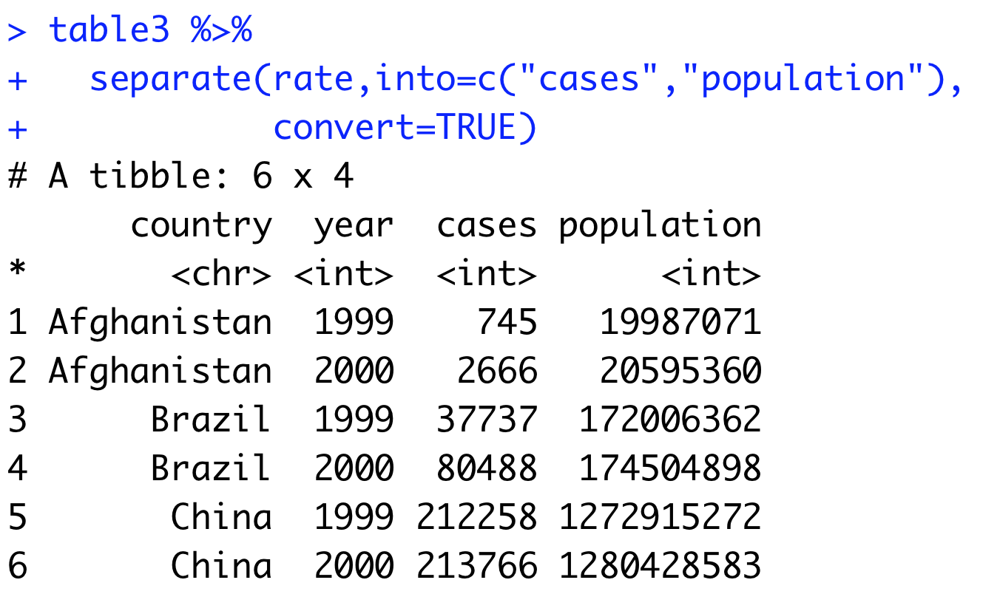 > table3 %>%
+   separate(rate,into=c("cases","population"),
+            convert=TRUE)
# A tibble: 6 x 4
      country  year  cases population
*       <chr> <int>  <int>      <int>
1 Afghanistan  1999    745   19987071
2 Afghanistan  2000   2666   20595360
3      Brazil  1999  37737  172006362
4      Brazil  2000  80488  174504898
5       China  1999 212258 1272915272
6       China  2000 213766 1280428583